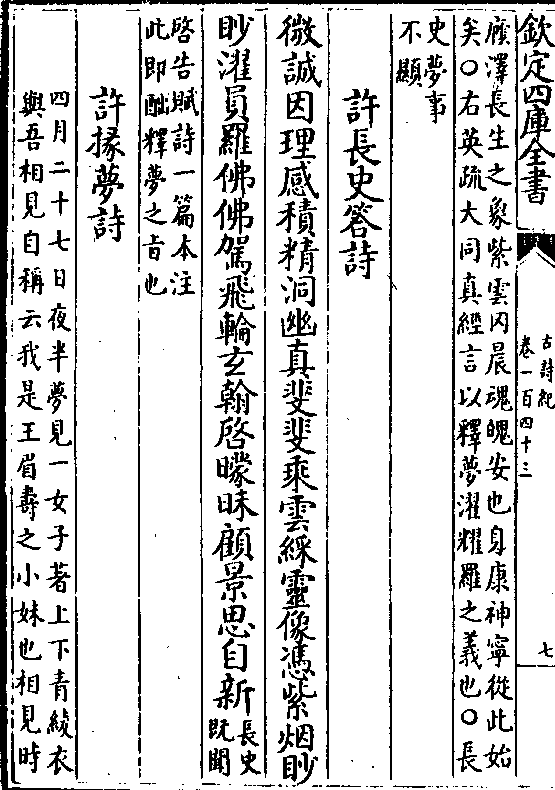 欽定四庫全書
古詩紀
卷一百四十三
七
廕澤長生之象紫雲内晨魂魄安也身康神寧從此始
矣〇右英疏大同真經言以釋夢濯耀羅之義也〇長
史夢事
不顯
許長史答詩
微誠因理感積精洞幽真斐斐乘雲綵靈像憑紫烟眇
眇濯員羅佛佛駕飛輪玄翰啓曚昧顧景思自新長史
既聞
啓告賦詩一篇本注
此即酬釋夢之旨也
許掾夢詩
四月二十七日夜半夢見一女子著上下青綾衣
與吾相見自稱云我是王眉壽之小妹也相見時